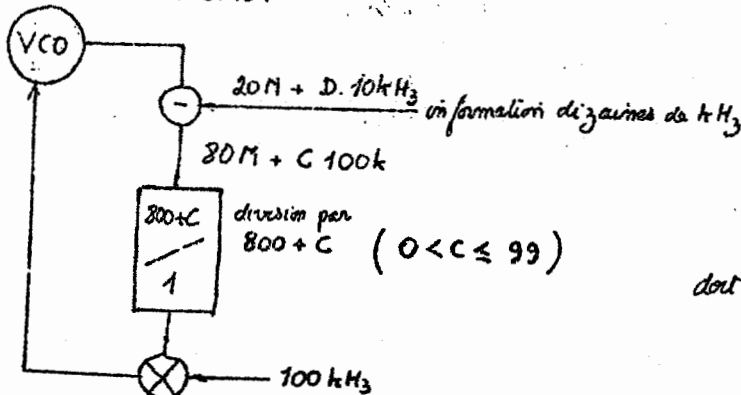 VCO
20M + D. 10kH₃
-
information dizaines de kH₃
80M + C 100k
800+C
1
division par
800 + C ( 0 < C ≤ 99 )
dont
100 kH₃